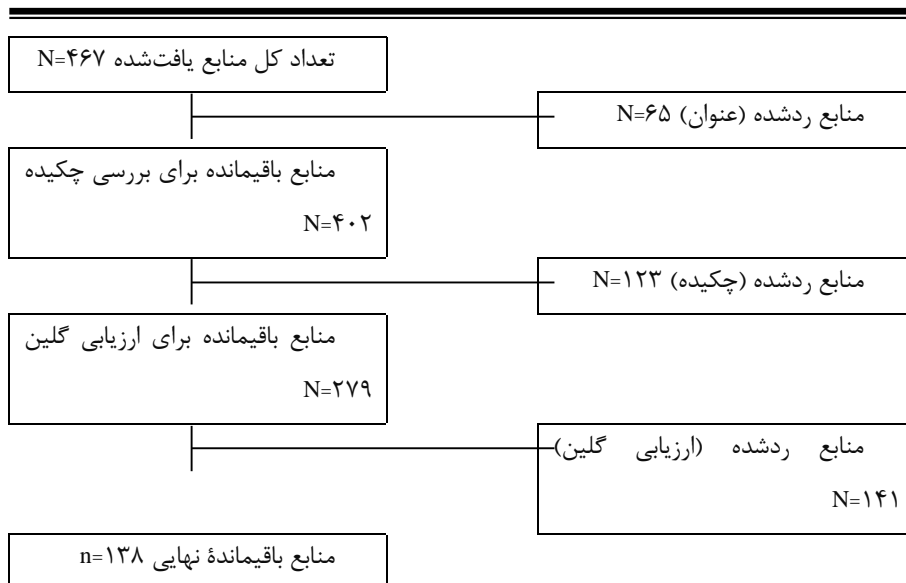 تعداد کل منابع یافت‌شده N=۴۶۷
منابع ردشده (عنوان) N=۶۵
منابع باقیمانده برای بررسی چکیده
N=۴۰۲
منابع ردشده (چکیده) N=۱۲۳
منابع باقیمانده برای ارزیابی گلین
N=۲۷۹
منابع ردشده (ارزیابی گلین)
N=۱۴۱
منابع باقیماندۀ نهایی n=۱۳۸